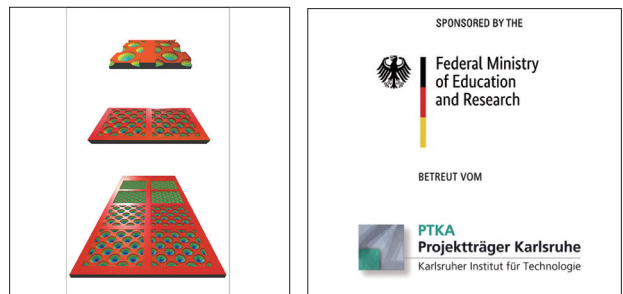 SPONSORED BY THE
Federal Ministry
of Education
and Research
BETREUT VOM
PTKA
Projektträger Karlsruhe
Karlsruher Institut für Technologie